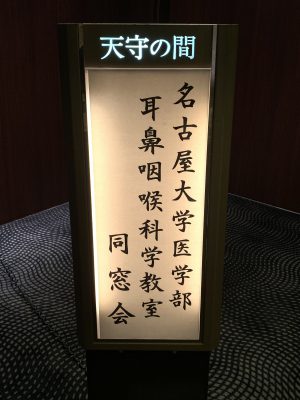 天守の間
名古屋大学医学部
耳鼻咽喉科学教室
同窓会